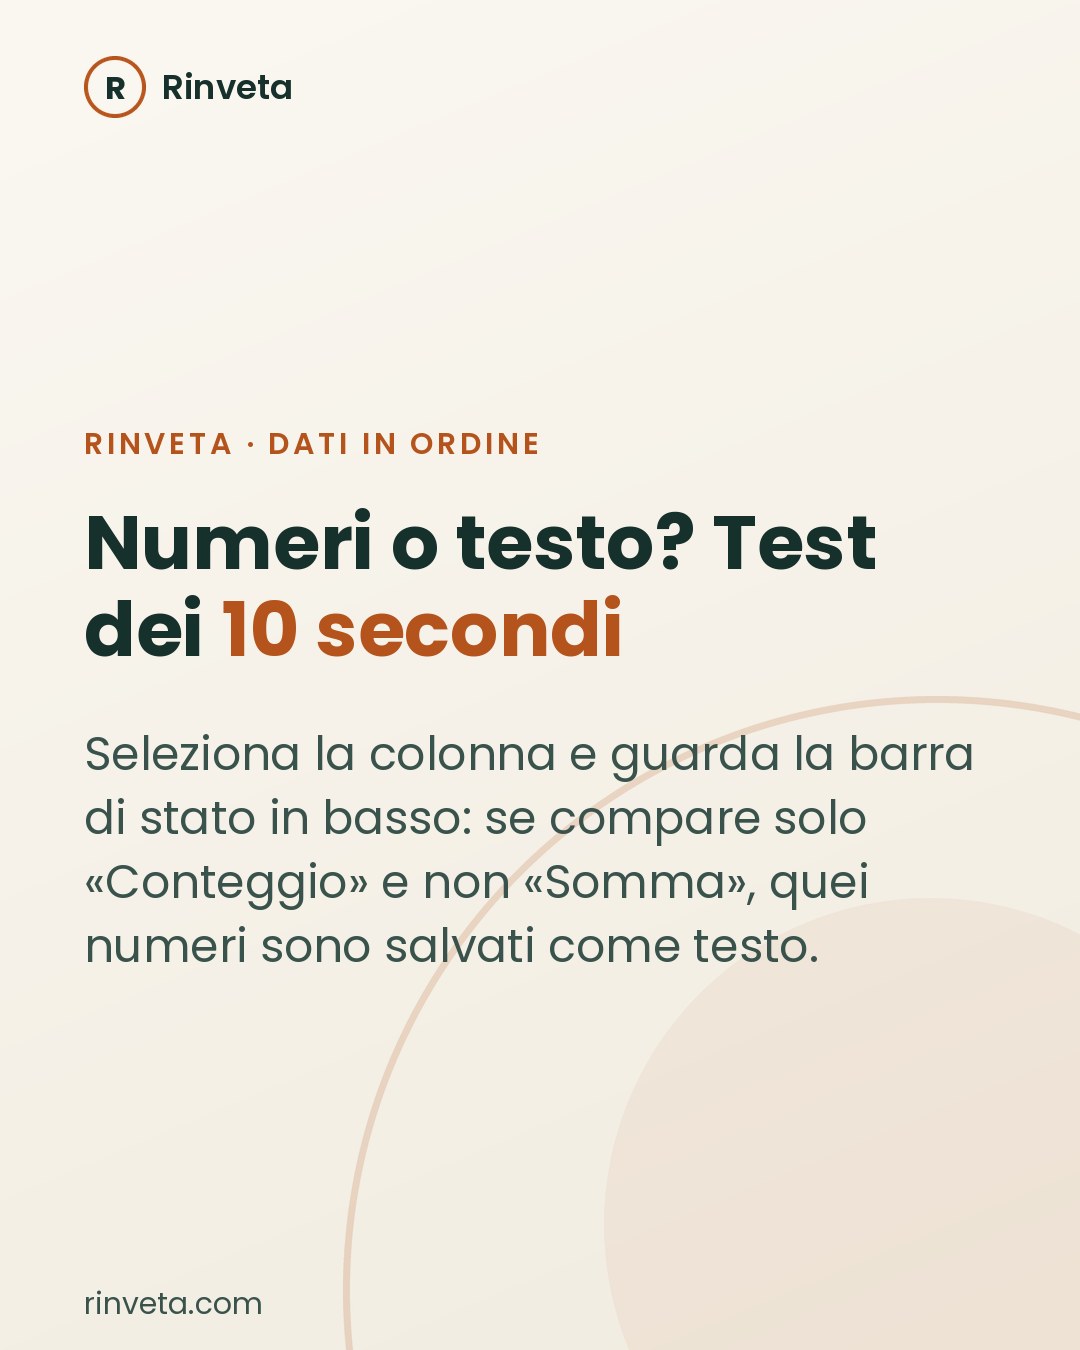 R Rinveta
RINVETA · DATI IN ORDINE
Numeri o testo? Test
dei 10 secondi
Seleziona la colonna e guarda la barra
di stato in basso: se compare solo
«Conteggio» e non «Somma», quei
numeri sono salvati come testo.
rinveta.com